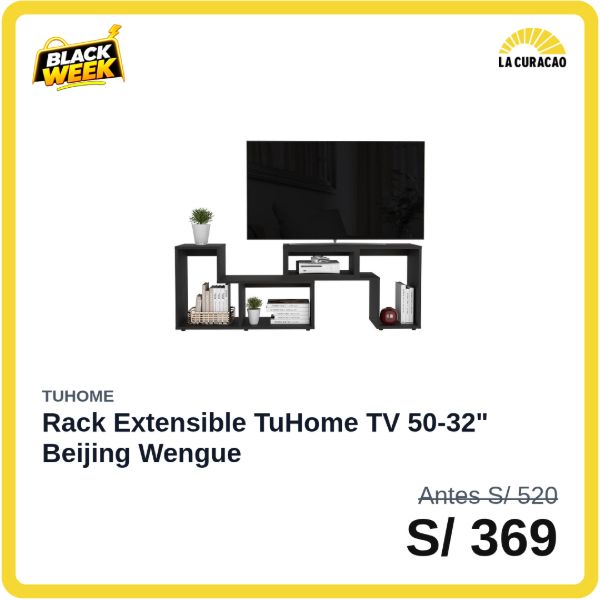 BLACK
WEEK
LA CURACAO
TUHOME
Rack Extensible TuHome TV 50-32"
Beijing Wengue
Antes S/ 520
S/ 369